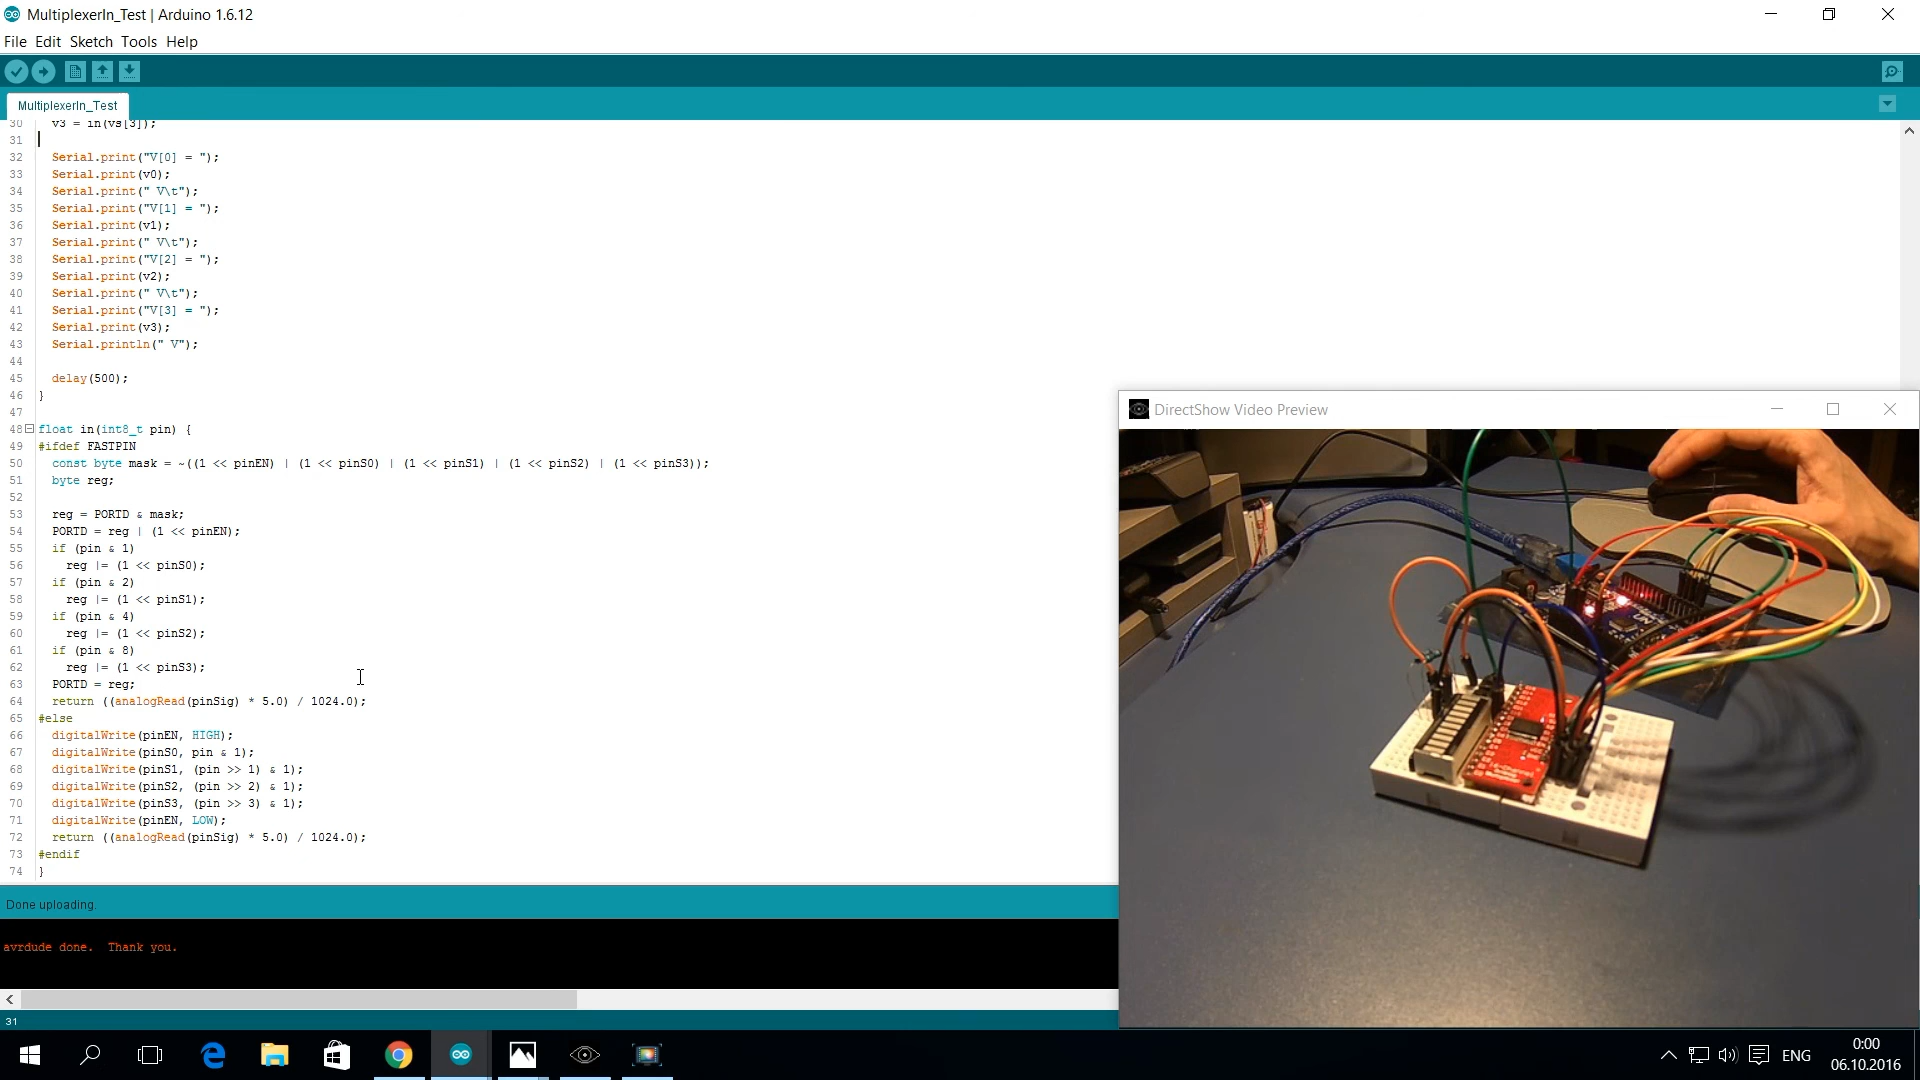 MultiplexerIn_Test | Arduino 1.6.12
File Edit Sketch Tools Help
MultiplexerIn_Test
30 v3 = in(vs[3]);
31
32 Serial.print("V[0] = ");
33 Serial.print(v0);
34 Serial.print(" V\t");
35 Serial.print("V[1] = ");
36 Serial.print(v1);
37 Serial.print(" V\t");
38 Serial.print("V[2] = ");
39 Serial.print(v2);
40 Serial.print(" V\t");
41 Serial.print("V[3] = ");
42 Serial.print(v3);
43 Serial.println(" V");
44
45 delay(500);
46 }
47
48 float in(int8_t pin) {
49 #ifdef FASTPIN
50 const byte mask = ~((1 << pinEN) | (1 << pinS0) | (1 << pinS1) | (1 << pinS2) | (1 << pinS3));
51 byte reg;
52
53 reg = PORTD & mask;
54 PORTD = reg | (1 << pinEN);
55 if (pin & 1)
56 reg |= (1 << pinS0);
57 if (pin & 2)
58 reg |= (1 << pinS1);
59 if (pin & 4)
60 reg |= (1 << pinS2);
61 if (pin & 8)
62 reg |= (1 << pinS3);
63 PORTD = reg;
64 return ((analogRead(pinSig) * 5.0) / 1024.0);
65 #else
66 digitalWrite(pinEN, HIGH);
67 digitalWrite(pinS0, pin & 1);
68 digitalWrite(pinS1, (pin >> 1) & 1);
69 digitalWrite(pinS2, (pin >> 2) & 1);
70 digitalWrite(pinS3, (pin >> 3) & 1);
71 digitalWrite(pinEN, LOW);
72 return ((analogRead(pinSig) * 5.0) / 1024.0);
73 #endif
74 }
DirectShow Video Preview
Done uploading.
avrdude done. Thank you.
31
ENG
0:00
06.10.2016